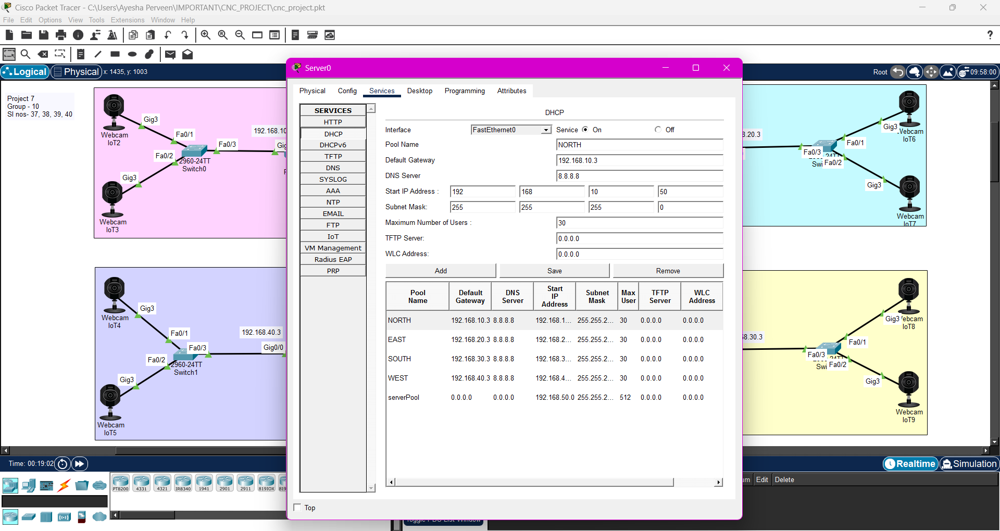 Cisco Packet Tracer - C:\Users\Ayesha Perveen\IMPORTANT\CNC_PROJECT\cnc_project.pkt
File Edit Options View Tools Extensions Window Help
?
Logical Physical x: 1435, y: 1003
Root 09:58:00
Project 7
Group - 10
Sl nos- 37, 38, 39, 40
Webcam
IoT2
Gig3
Fa0/1
Fa0/3
Fa0/2
2960-24TT
Switch0
Gig3
Webcam
IoT3
192.168.10
Gig
Webcam
IoT4
Gig3
Fa0/1
Fa0/3
Fa0/2
2960-24TT
Switch1
Gig3
Webcam
IoT5
192.168.40.3
Gig0/0
Server0
Physical Config Services Desktop Programming Attributes
SERVICES
HTTP
DHCP
DHCPv6
TFTP
DNS
SYSLOG
AAA
NTP
EMAIL
FTP
IoT
VM Management
Radius EAP
PRP
DHCP
Interface FastEthernet0 Service On Off
Pool Name NORTH
Default Gateway 192.168.10.3
DNS Server 8.8.8.8
Start IP Address : 192 168 10 50
Subnet Mask: 255 255 255 0
Maximum Number of Users : 30
TFTP Server: 0.0.0.0
WLC Address: 0.0.0.0
Add Save Remove
Pool Name Default Gateway DNS Server Start IP Address Subnet Mask Max User TFTP Server WLC Address
NORTH 192.168.10.3 8.8.8.8 192.168.1... 255.255.2... 30 0.0.0.0 0.0.0.0
EAST 192.168.20.3 8.8.8.8 192.168.2... 255.255.2... 30 0.0.0.0 0.0.0.0
SOUTH 192.168.30.3 8.8.8.8 192.168.3... 255.255.2... 30 0.0.0.0 0.0.0.0
WEST 192.168.40.3 8.8.8.8 192.168.4... 255.255.2... 30 0.0.0.0 0.0.0.0
serverPool 0.0.0.0 0.0.0.0 192.168.50.0 255.255.2... 512 0.0.0.0 0.0.0.0
Top
.20.3
Gig3
Webcam
IoT6
Fa0/1
Fa0/3
Swi Fa0/2
Gig3
Webcam
IoT7
.30.3
Gig3
ebcam
IoT8
Fa0/1
Fa0/3
Swi Fa0/2
Gig3
Webcam
IoT9
Time: 00:19:02
Realtime Simulation
PT8200 4331 4321 IR8340 1941 2901 2911 819IOX 819
um Edit Delete
Toggle PDU List Window